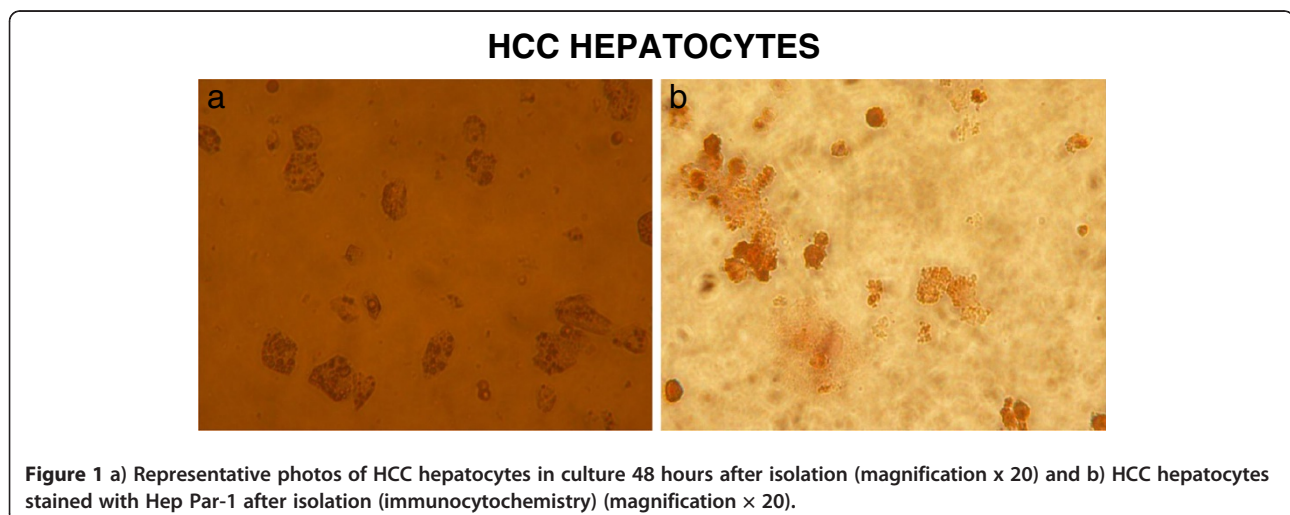 HCC HEPATOCYTES
a
b
Figure 1 a) Representative photos of HCC hepatocytes in culture 48 hours after isolation (magnification x 20) and b) HCC hepatocytes
stained with Hep Par-1 after isolation (immunocytochemistry) (magnification × 20).